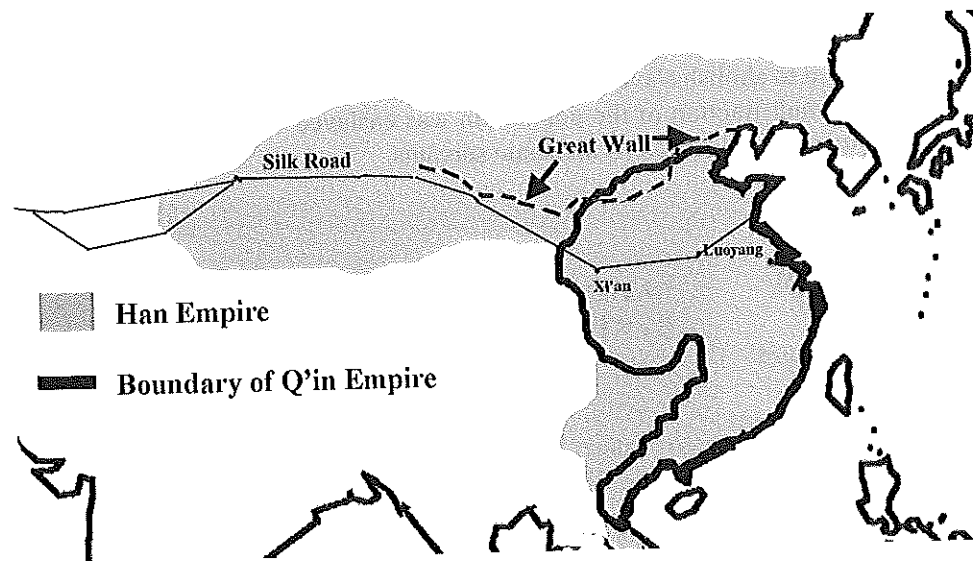 Great Wall
Silk Road
Luoyang
Xi'an
Han Empire
Boundary of Q'in Empire